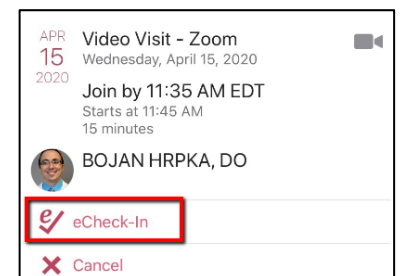 APR
15
2020
Video Visit - Zoom
Wednesday, April 15, 2020
Join by 11:35 AM EDT
Starts at 11:45 AM
15 minutes
BOJAN HRPKA, DO
eCheck-In
Cancel